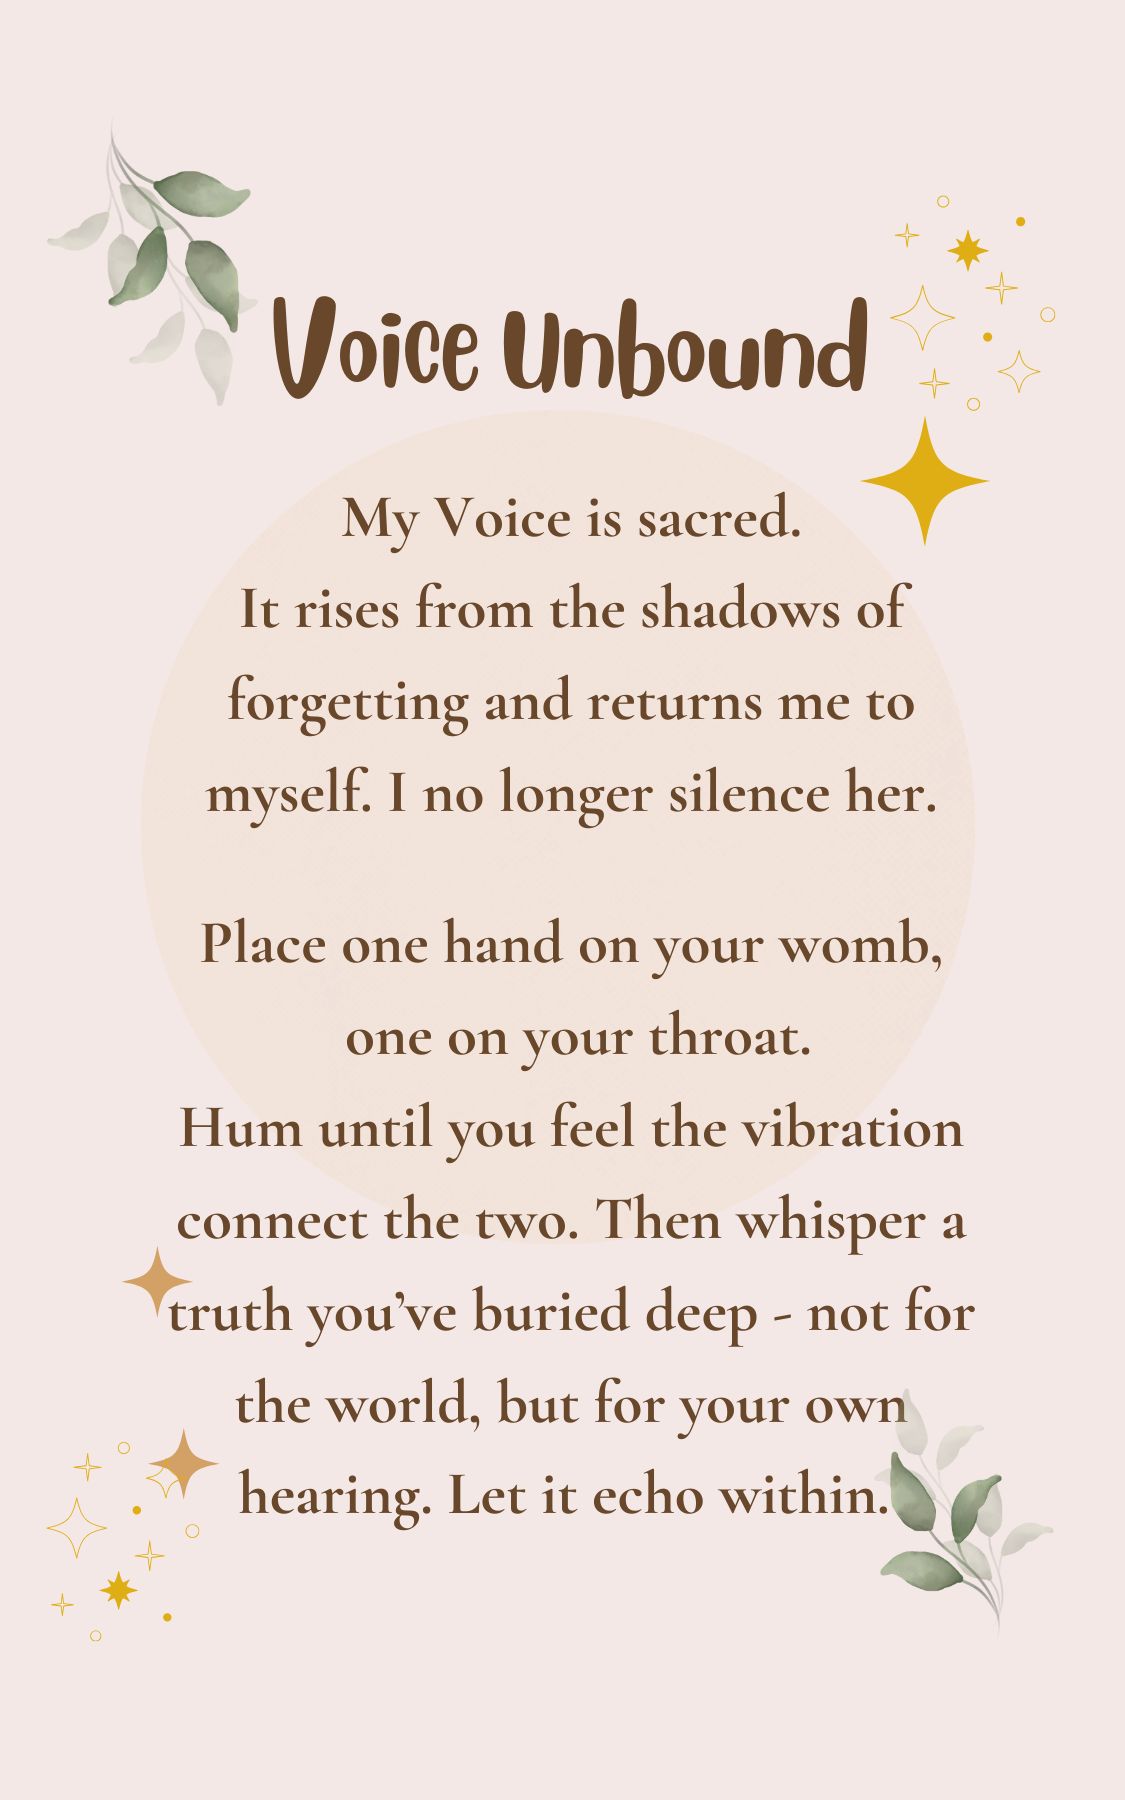 Voice Unbound
My Voice is sacred.
It rises from the shadows of
forgetting and returns me to
myself. I no longer silence her.
Place one hand on your womb,
one on your throat.
Hum until you feel the vibration
connect the two. Then whisper a
truth you’ve buried deep - not for
the world, but for your own
hearing. Let it echo within.